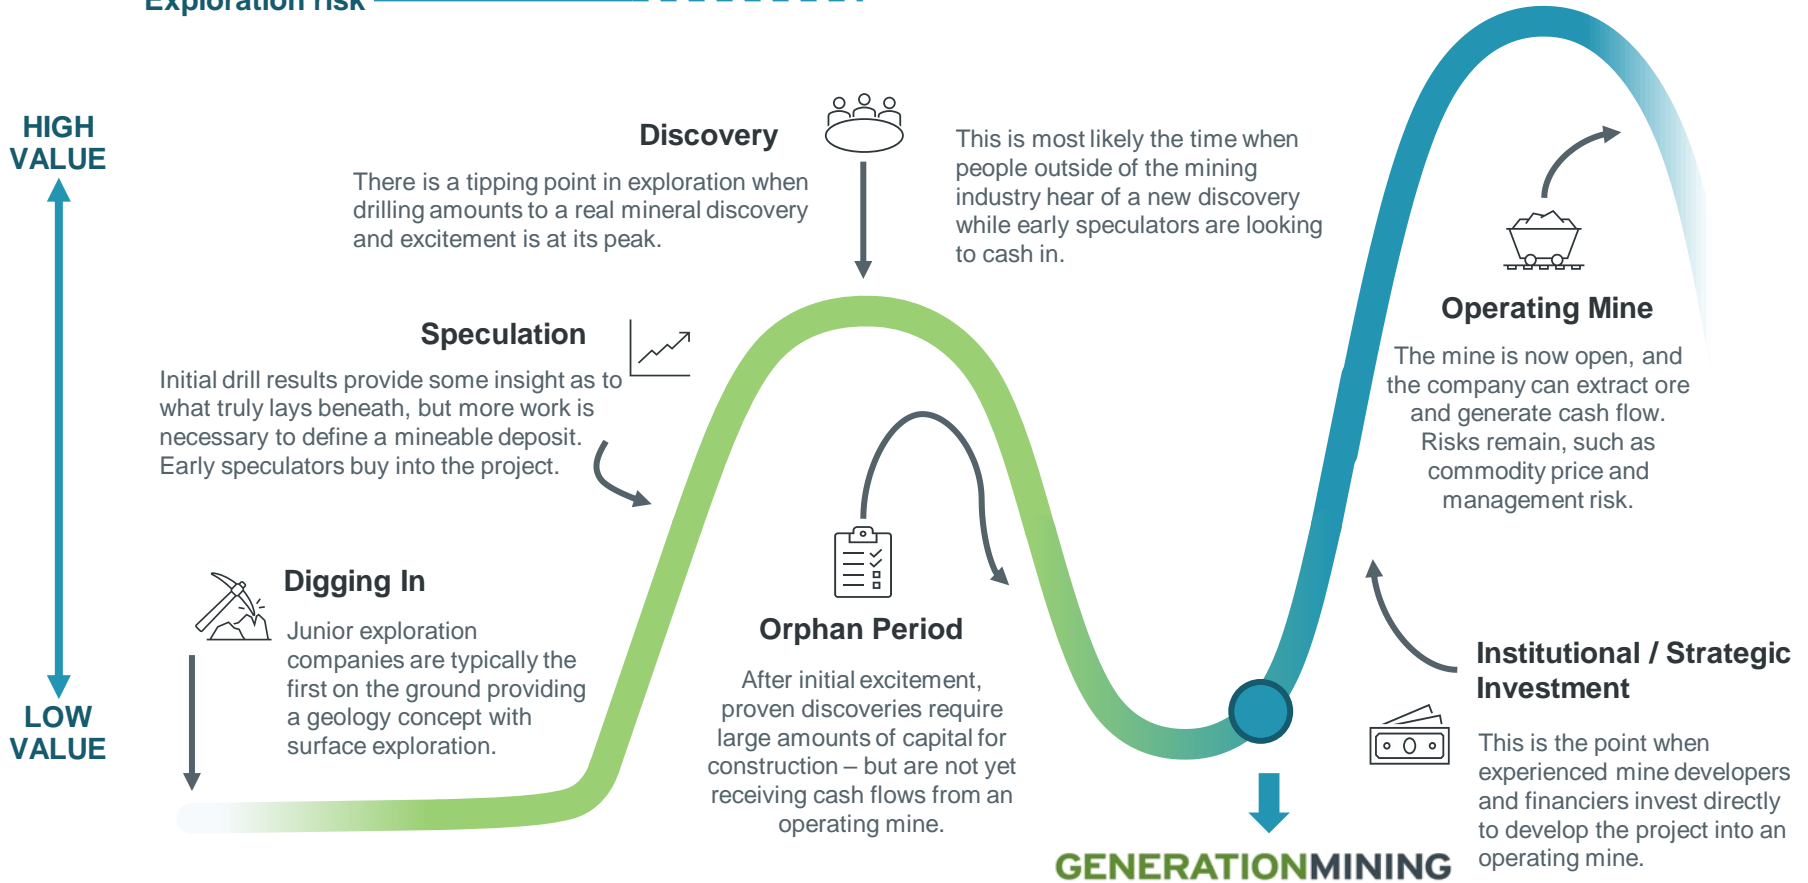 Exploration risk
HIGH
VALUE
LOW
VALUE
Discovery
There is a tipping point in exploration when
drilling amounts to a real mineral discovery
and excitement is at its peak.
This is most likely the time when
people outside of the mining
industry hear of a new discovery
while early speculators are looking
to cash in.
Speculation
Initial drill results provide some insight as to
what truly lays beneath, but more work is
necessary to define a mineable deposit.
Early speculators buy into the project.
Digging In
Junior exploration
companies are typically the
first on the ground providing
a geology concept with
surface exploration.
Orphan Period
After initial excitement,
proven discoveries require
large amounts of capital for
construction – but are not yet
receiving cash flows from an
operating mine.
Operating Mine
The mine is now open, and
the company can extract ore
and generate cash flow.
Risks remain, such as
commodity price and
management risk.
Institutional / Strategic
Investment
This is the point when
experienced mine developers
and financiers invest directly
to develop the project into an
operating mine.
GENERATIONMINING